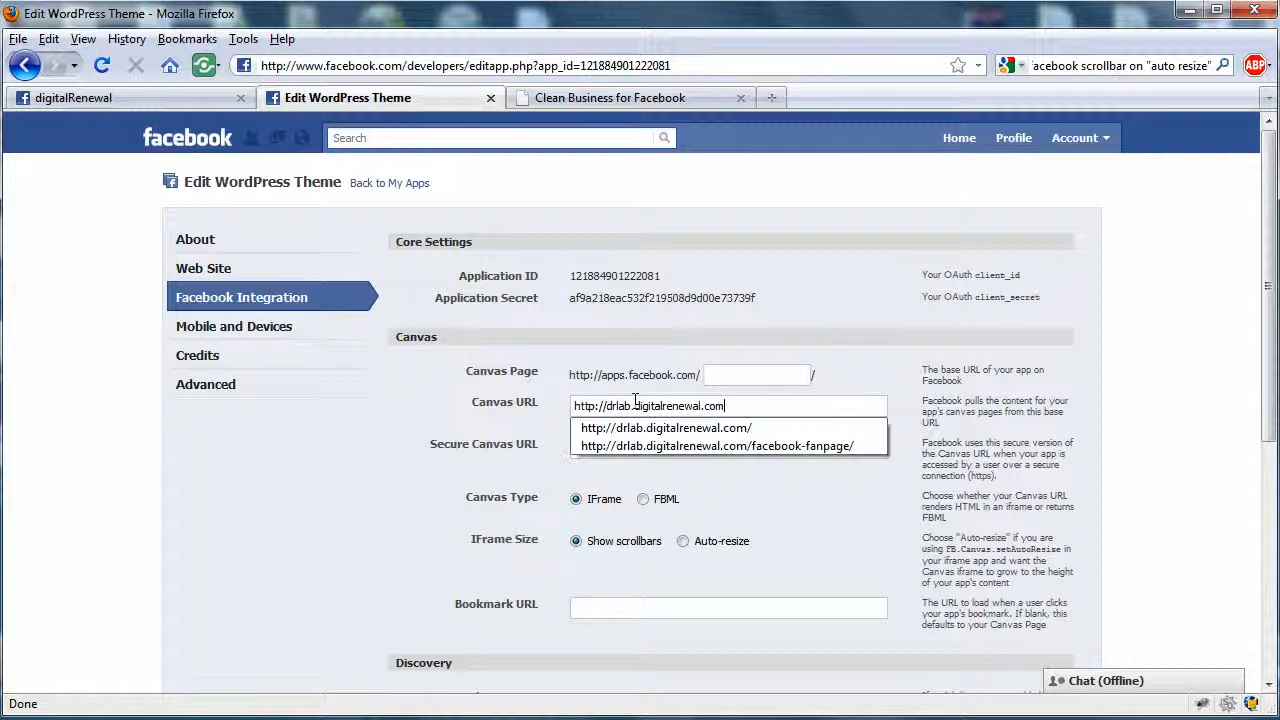 Edit WordPress Theme - Mozilla Firefox
File Edit View History Bookmarks Tools Help
http://www.facebook.com/developers/editapp.php?app_id=121884901222081
acebook scrollbar on "auto resize"
ABP
digitalRenewal
Edit WordPress Theme
Clean Business for Facebook
facebook
Search
Home Profile Account
Edit WordPress Theme Back to My Apps
About
Web Site
Facebook Integration
Mobile and Devices
Credits
Advanced
Core Settings
Application ID 121884901222081 Your OAuth client_id
Application Secret af9a218eac532f219508d9d00e73739f Your OAuth client_secret
Canvas
Canvas Page http://apps.facebook.com/ /
The base URL of your app on
Facebook
Canvas URL http://drlab.digitalrenewal.com
http://drlab.digitalrenewal.com/
http://drlab.digitalrenewal.com/facebook-fanpage/
Facebook pulls the content for your
app's canvas pages from this base
URL
Secure Canvas URL
Facebook uses this secure version of
the Canvas URL when your app is
accessed by a user over a secure
connection (https).
Canvas Type IFrame FBML
Choose whether your Canvas URL
renders HTML in an iframe or returns
FBML
IFrame Size Show scrollbars Auto-resize
Choose "Auto-resize" if you are
using FB.Canvas.setAutoResize in
your iframe app and want the
Canvas iframe to grow to the height
of your app's content
Bookmark URL
The URL to load when a user clicks
your app's bookmark. If blank, this
defaults to your Canvas Page
Discovery
Chat (Offline)
Done